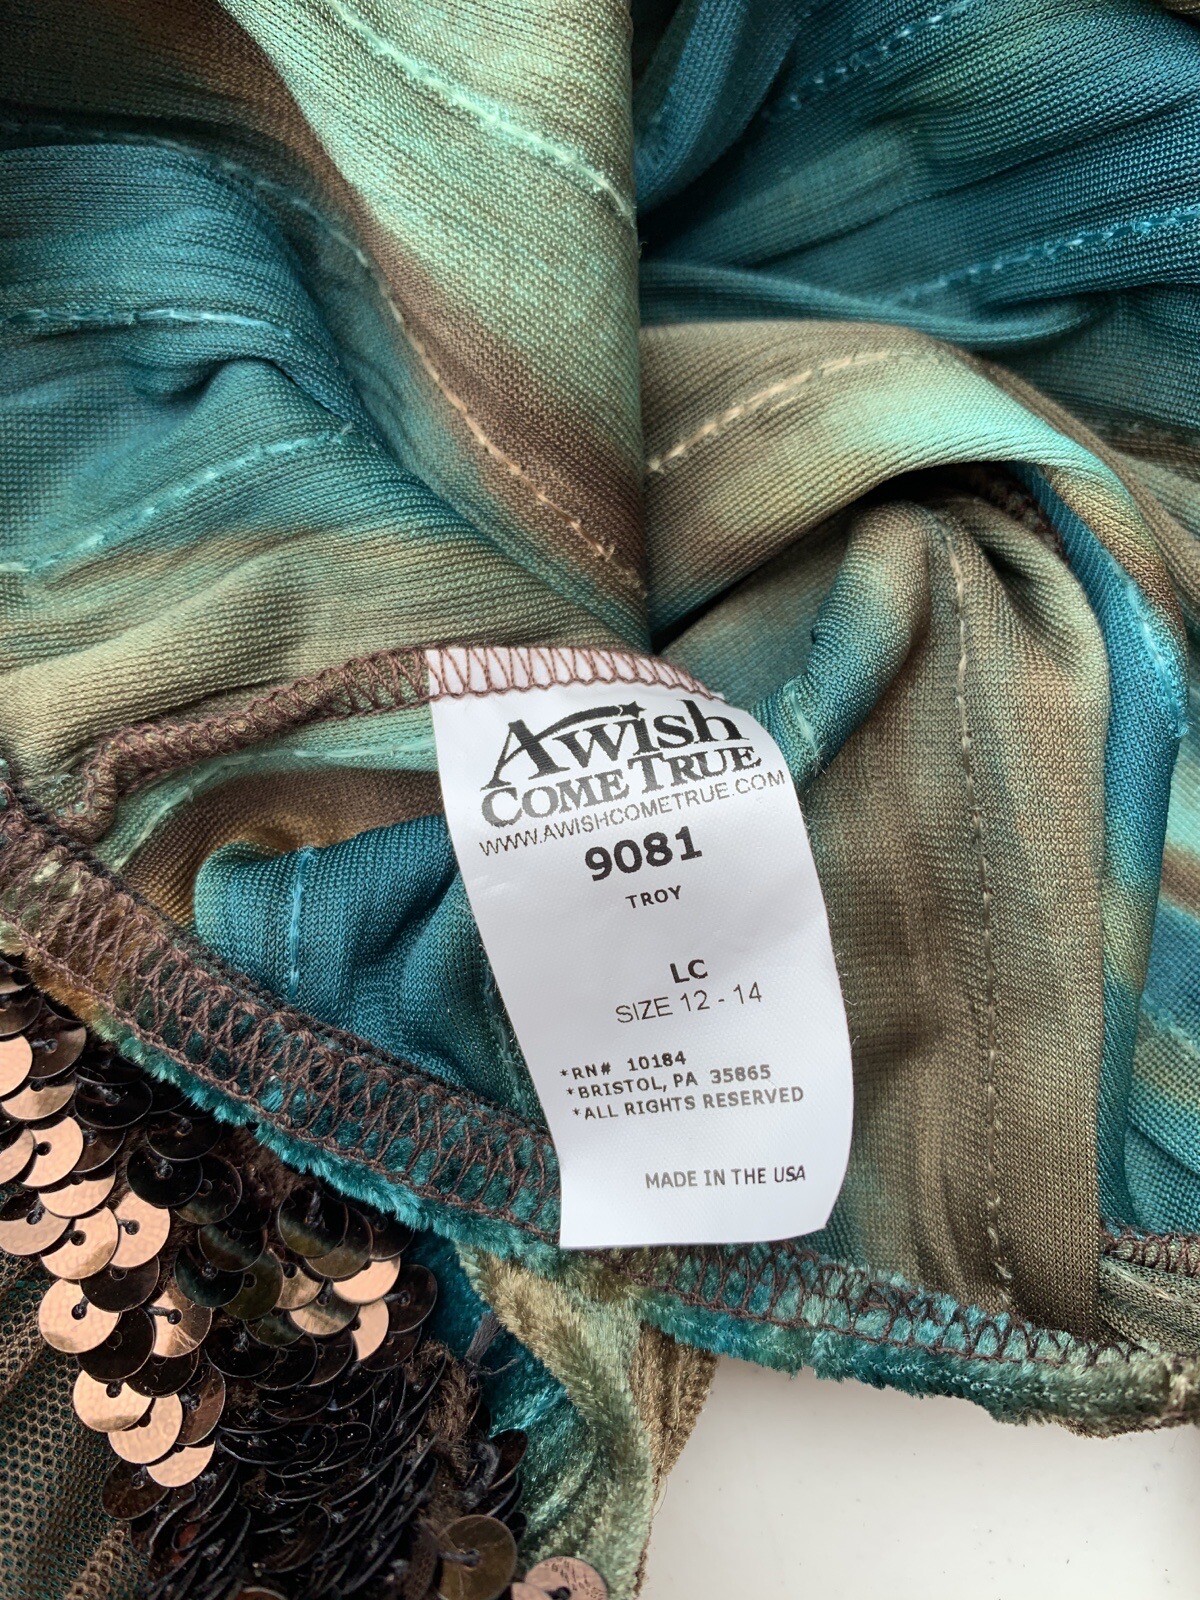 A wish
COME TRUE
WWW.AWISHCOMETRUE.COM
9081
TROY
LC
SIZE 12 - 14
*RN# 10184
*BRISTOL, PA 35865
*ALL RIGHTS RESERVED
MADE IN THE USA